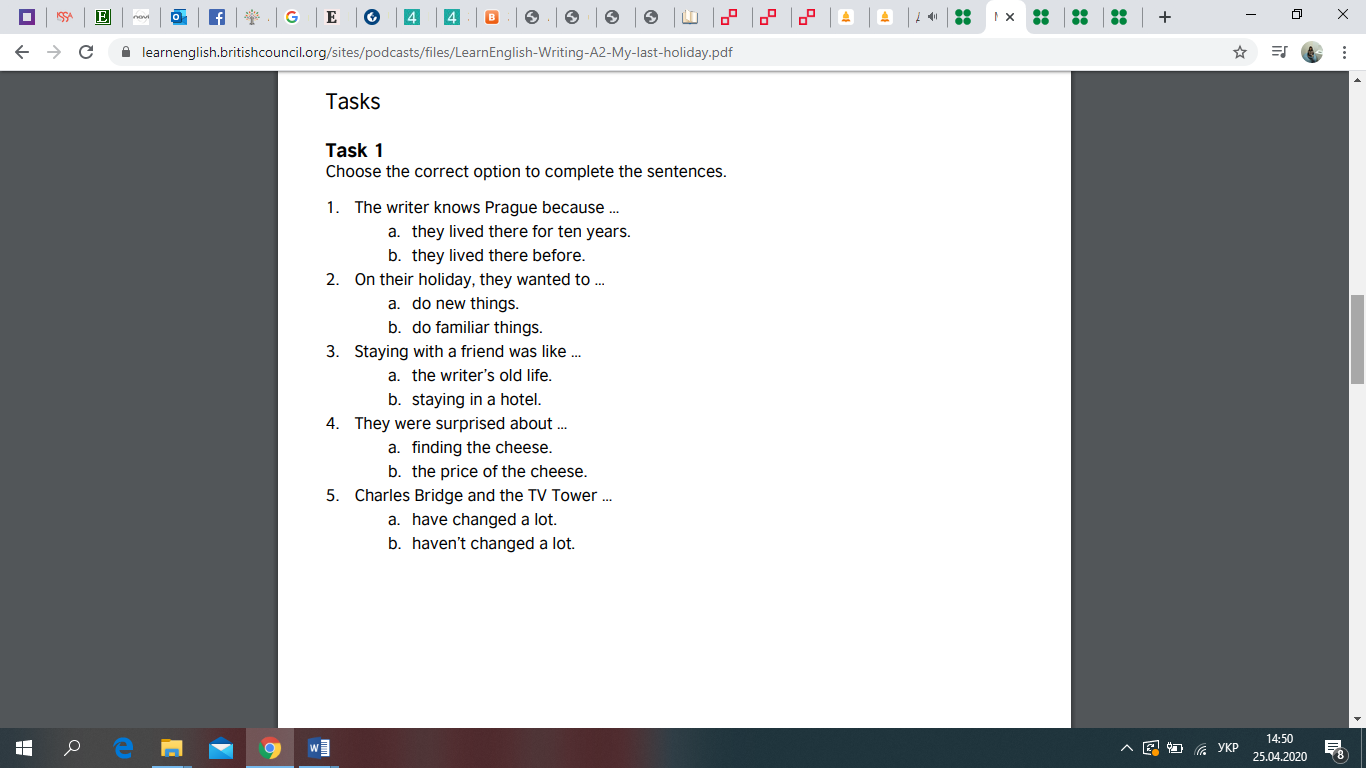 learnenglish.britishcouncil.org/sites/podcasts/files/LearnEnglish-Writing-A2-My-last-holiday.pdf
Tasks
Task 1
Choose the correct option to complete the sentences.
1. The writer knows Prague because ...
a. they lived there for ten years.
b. they lived there before.
2. On their holiday, they wanted to ...
a. do new things.
b. do familiar things.
3. Staying with a friend was like ...
a. the writer's old life.
b. staying in a hotel.
4. They were surprised about ...
a. finding the cheese.
b. the price of the cheese.
5. Charles Bridge and the TV Tower ...
a. have changed a lot.
b. haven't changed a lot.
УКР
14:50
25.04.2020
8